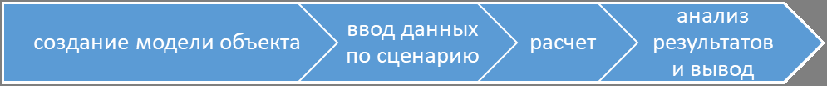 создание модели объекта
ввод данных
по сценарию
расчет
анализ
результатов
и вывод